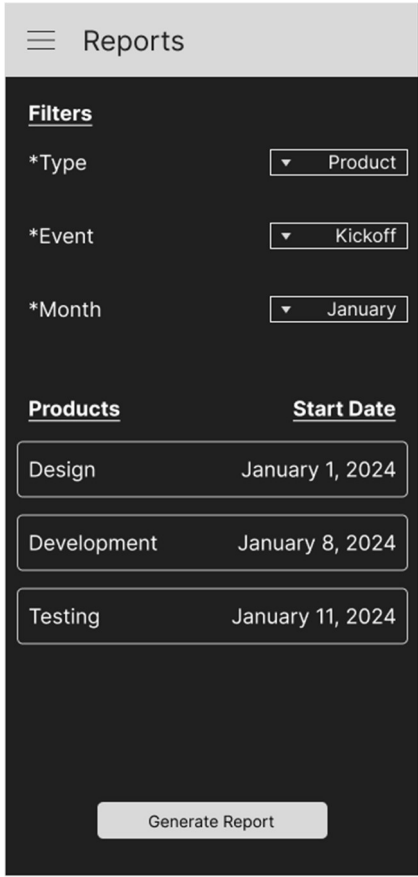 Reports
Filters
*Type Product
*Event Kickoff
*Month January
Products Start Date
Design January 1, 2024
Development January 8, 2024
Testing January 11, 2024
Generate Report